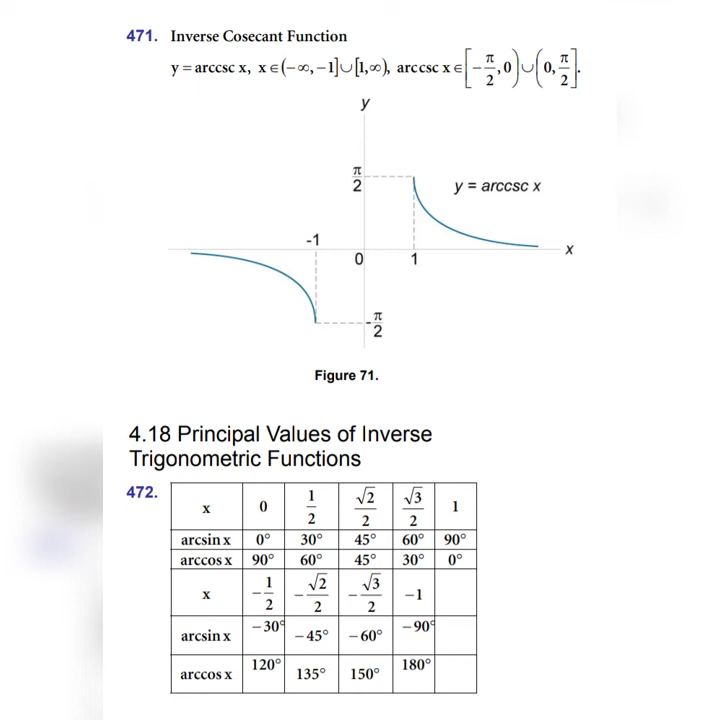 471. Inverse Cosecant Function
y = arccsc x, x ∈ (−∞, −1] ∪ [1, ∞), arccsc x ∈ [−π/2, 0) ∪ (0, π/2].
y
π/2
y = arccsc x
-1
0
1
x
-π/2
Figure 71.
4.18 Principal Values of Inverse
Trigonometric Functions
472.
x 0 1/2 √2/2 √3/2 1
arcsin x 0° 30° 45° 60° 90°
arccos x 90° 60° 45° 30° 0°
x −1/2 −√2/2 −√3/2 −1
arcsin x −30° −45° −60° −90°
arccos x 120° 135° 150° 180°